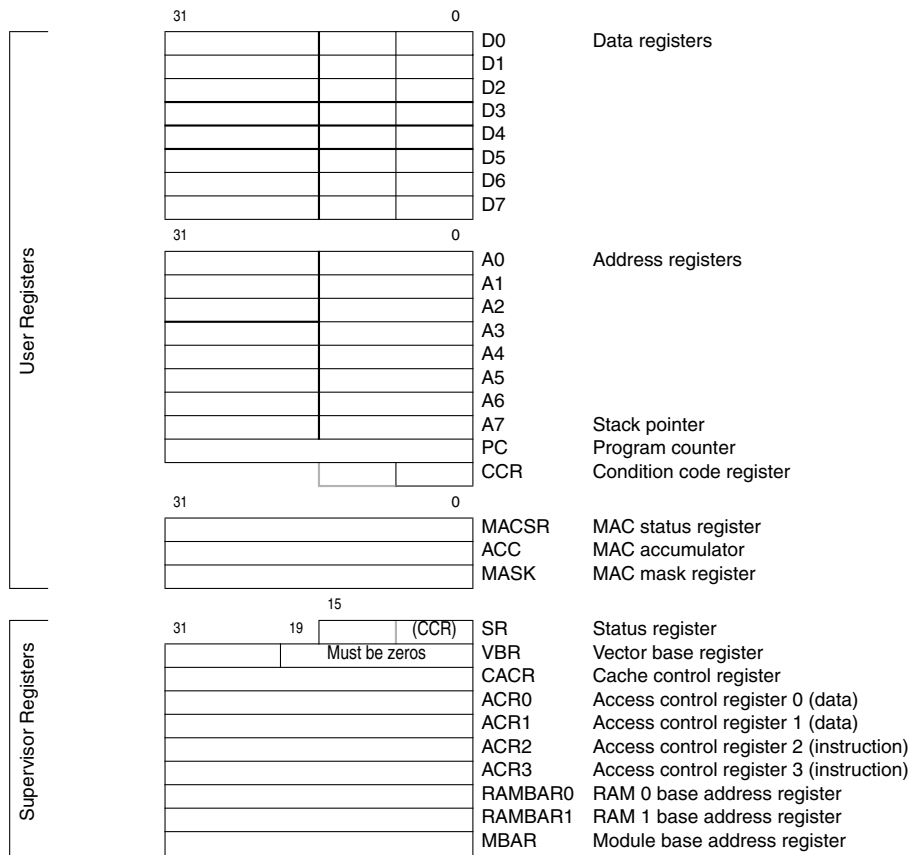 31 0
D0 Data registers
D1
D2
D3
D4
D5
D6
D7
31 0
A0 Address registers
A1
A2
A3
A4
A5
A6
A7 Stack pointer
PC Program counter
CCR Condition code register
31 0
MACSR MAC status register
ACC MAC accumulator
MASK MAC mask register
User Registers
15
31 19 (CCR) SR Status register
Must be zeros VBR Vector base register
CACR Cache control register
ACR0 Access control register 0 (data)
ACR1 Access control register 1 (data)
ACR2 Access control register 2 (instruction)
ACR3 Access control register 3 (instruction)
RAMBAR0 RAM 0 base address register
RAMBAR1 RAM 1 base address register
MBAR Module base address register
Supervisor Registers